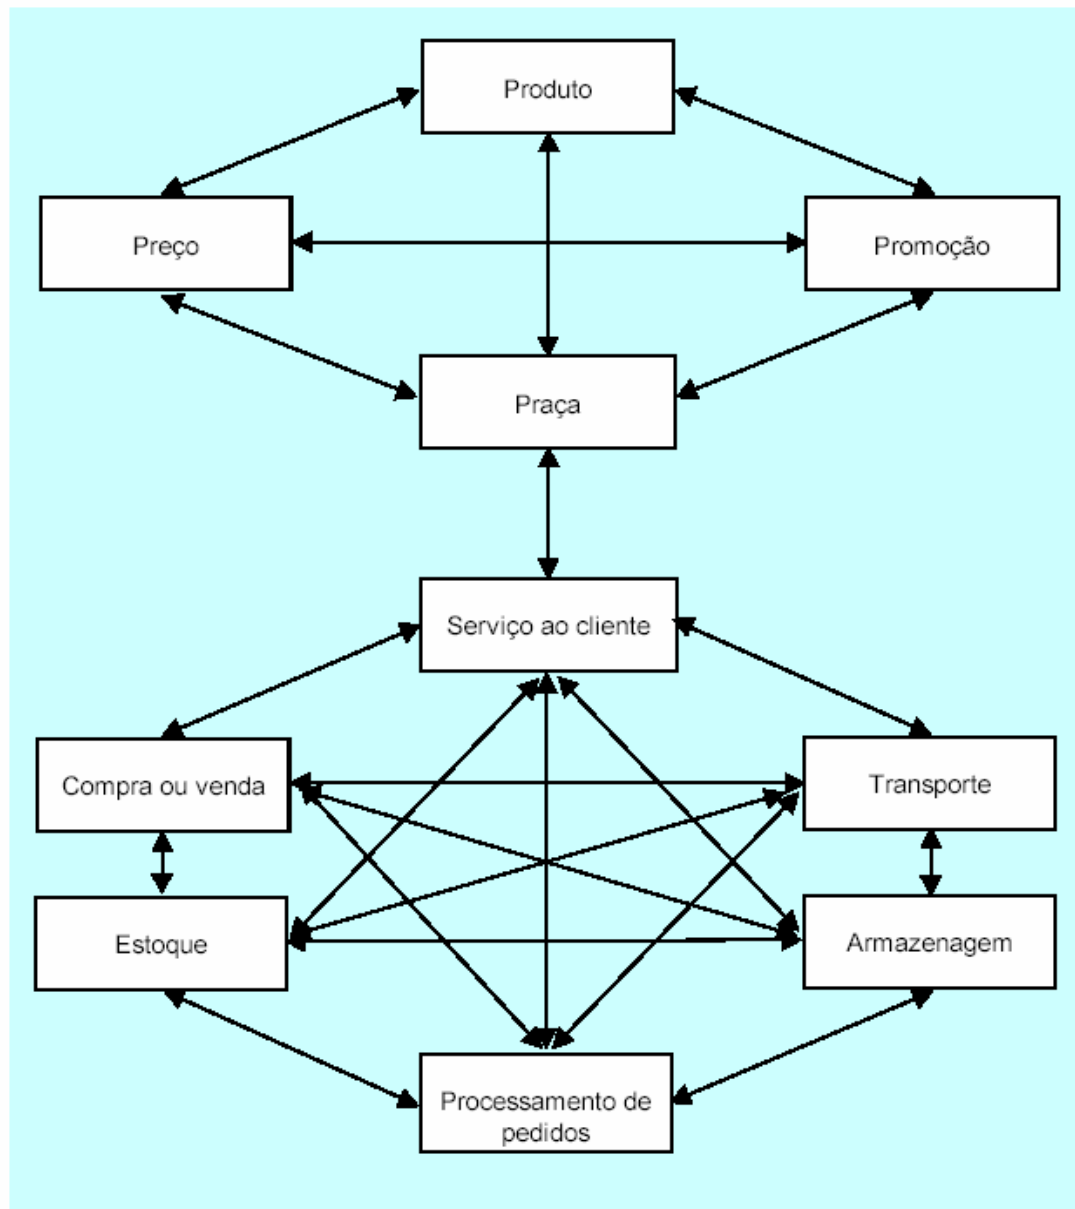 Produto
Preço
Promoção
Praça
Serviço ao cliente
Compra ou venda
Transporte
Estoque
Armazenagem
Processamento de
pedidos